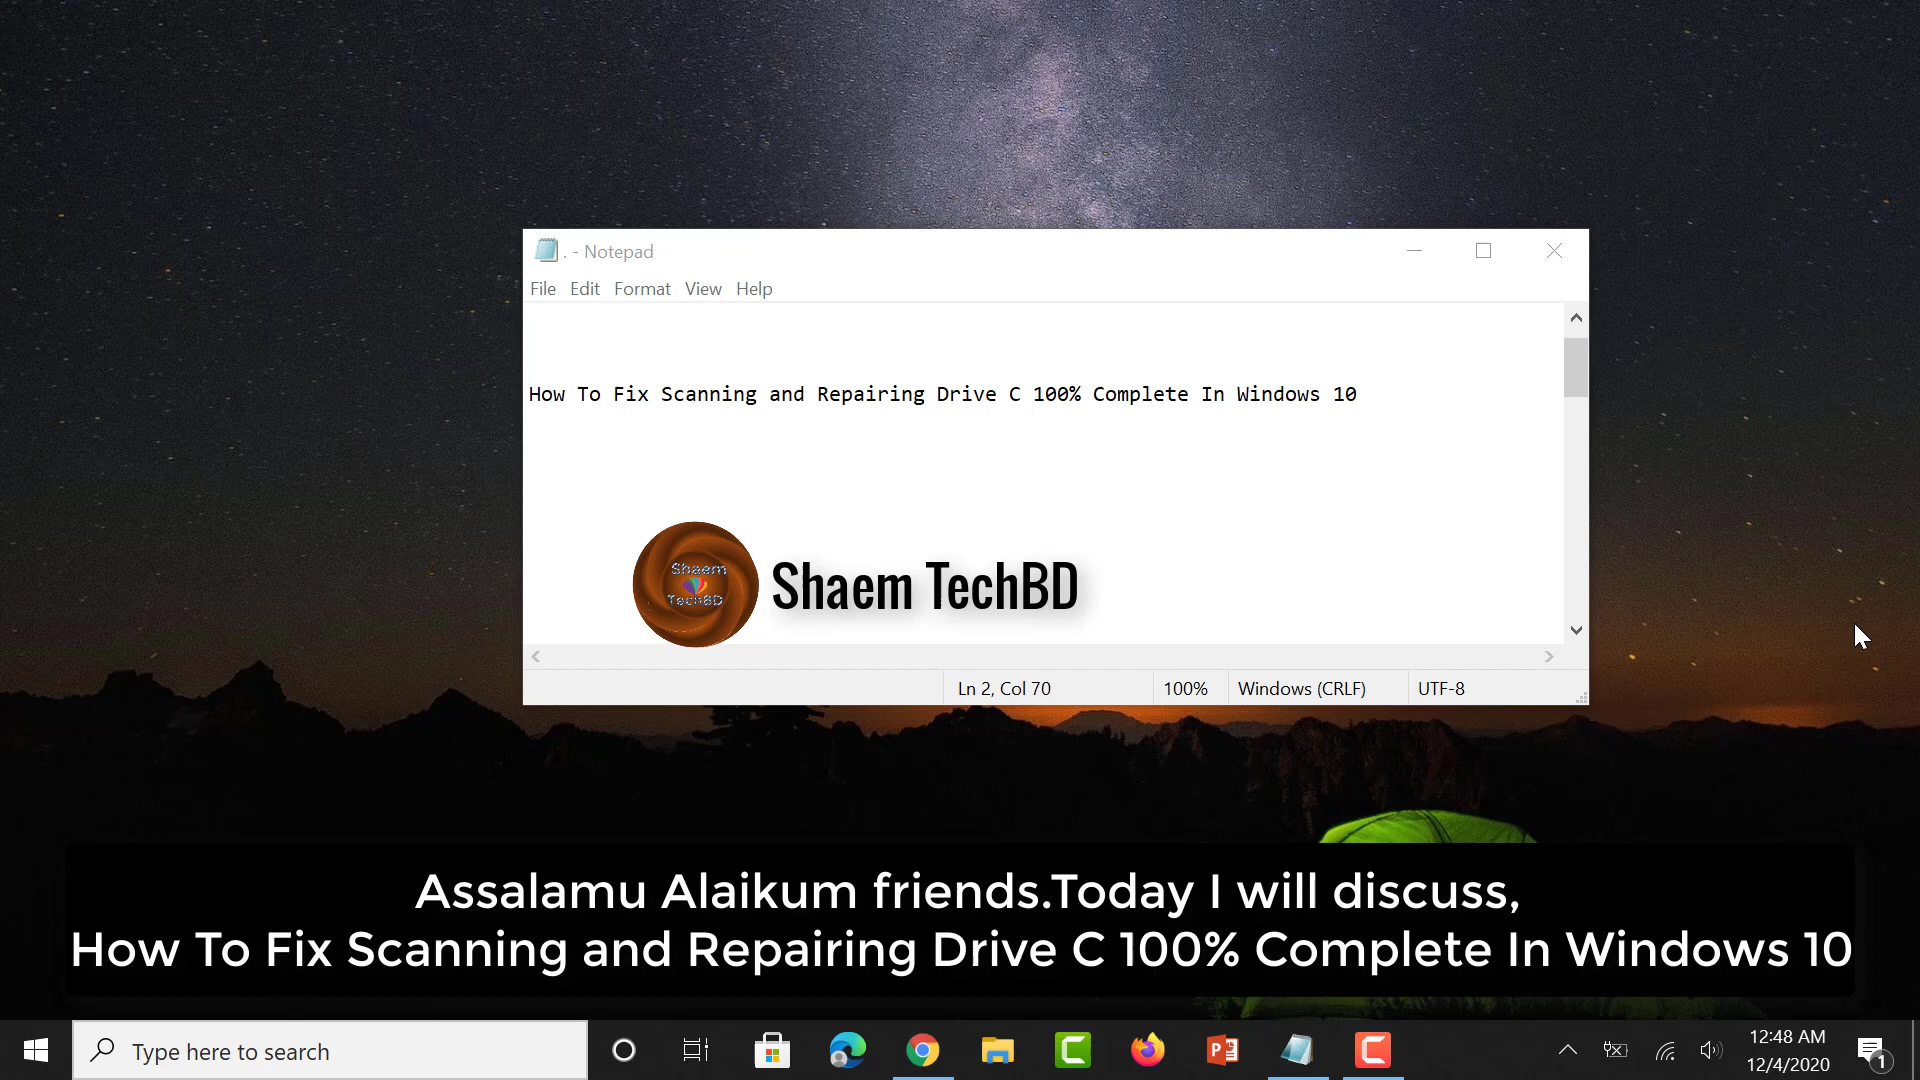 . - Notepad
File Edit Format View Help
How To Fix Scanning and Repairing Drive C 100% Complete In Windows 10
Shaem
TechBD
Shaem TechBD
Ln 2, Col 70 100% Windows (CRLF) UTF-8
Assalamu Alaikum friends.Today I will discuss,
How To Fix Scanning and Repairing Drive C 100% Complete In Windows 10
Type here to search
12:48 AM
12/4/2020
1